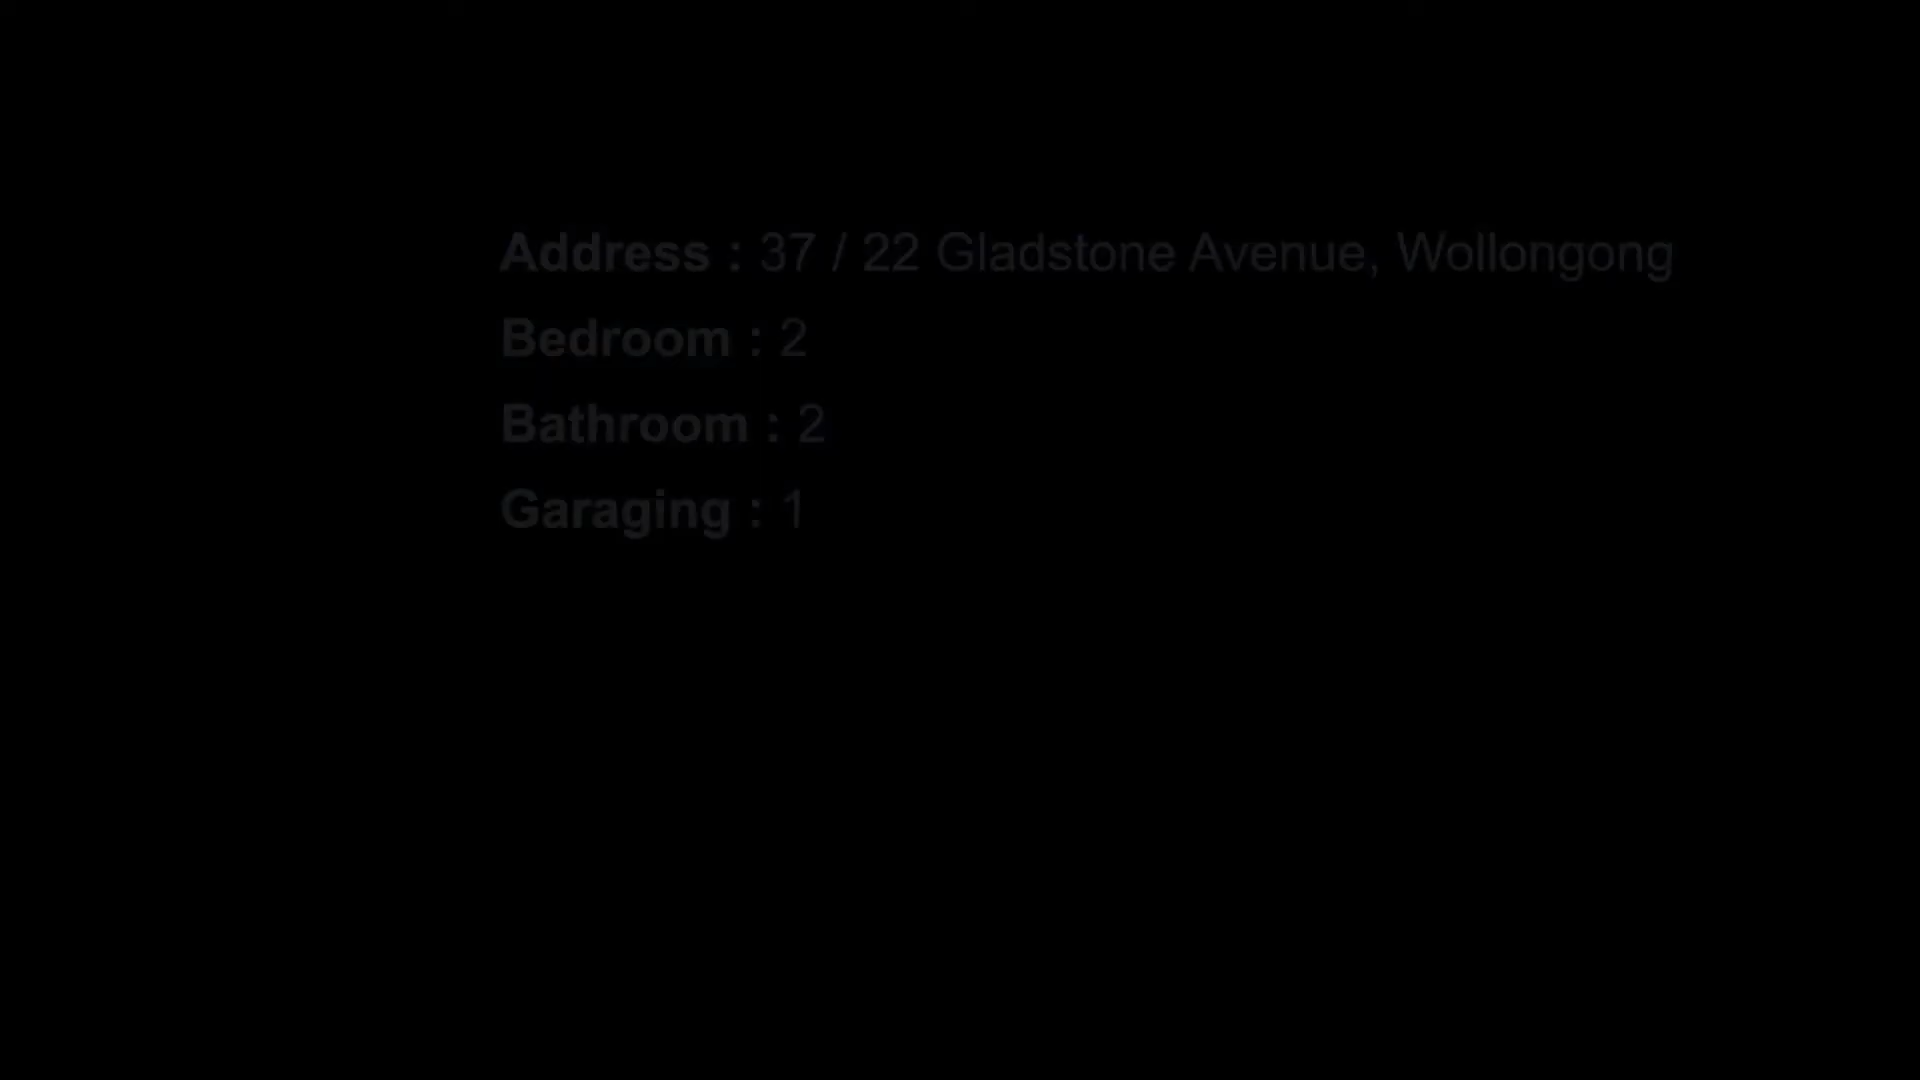 Address : 37 / 22 Gladstone Avenue, Wollongong
Bedroom : 2
Bathroom : 2
Garaging : 1